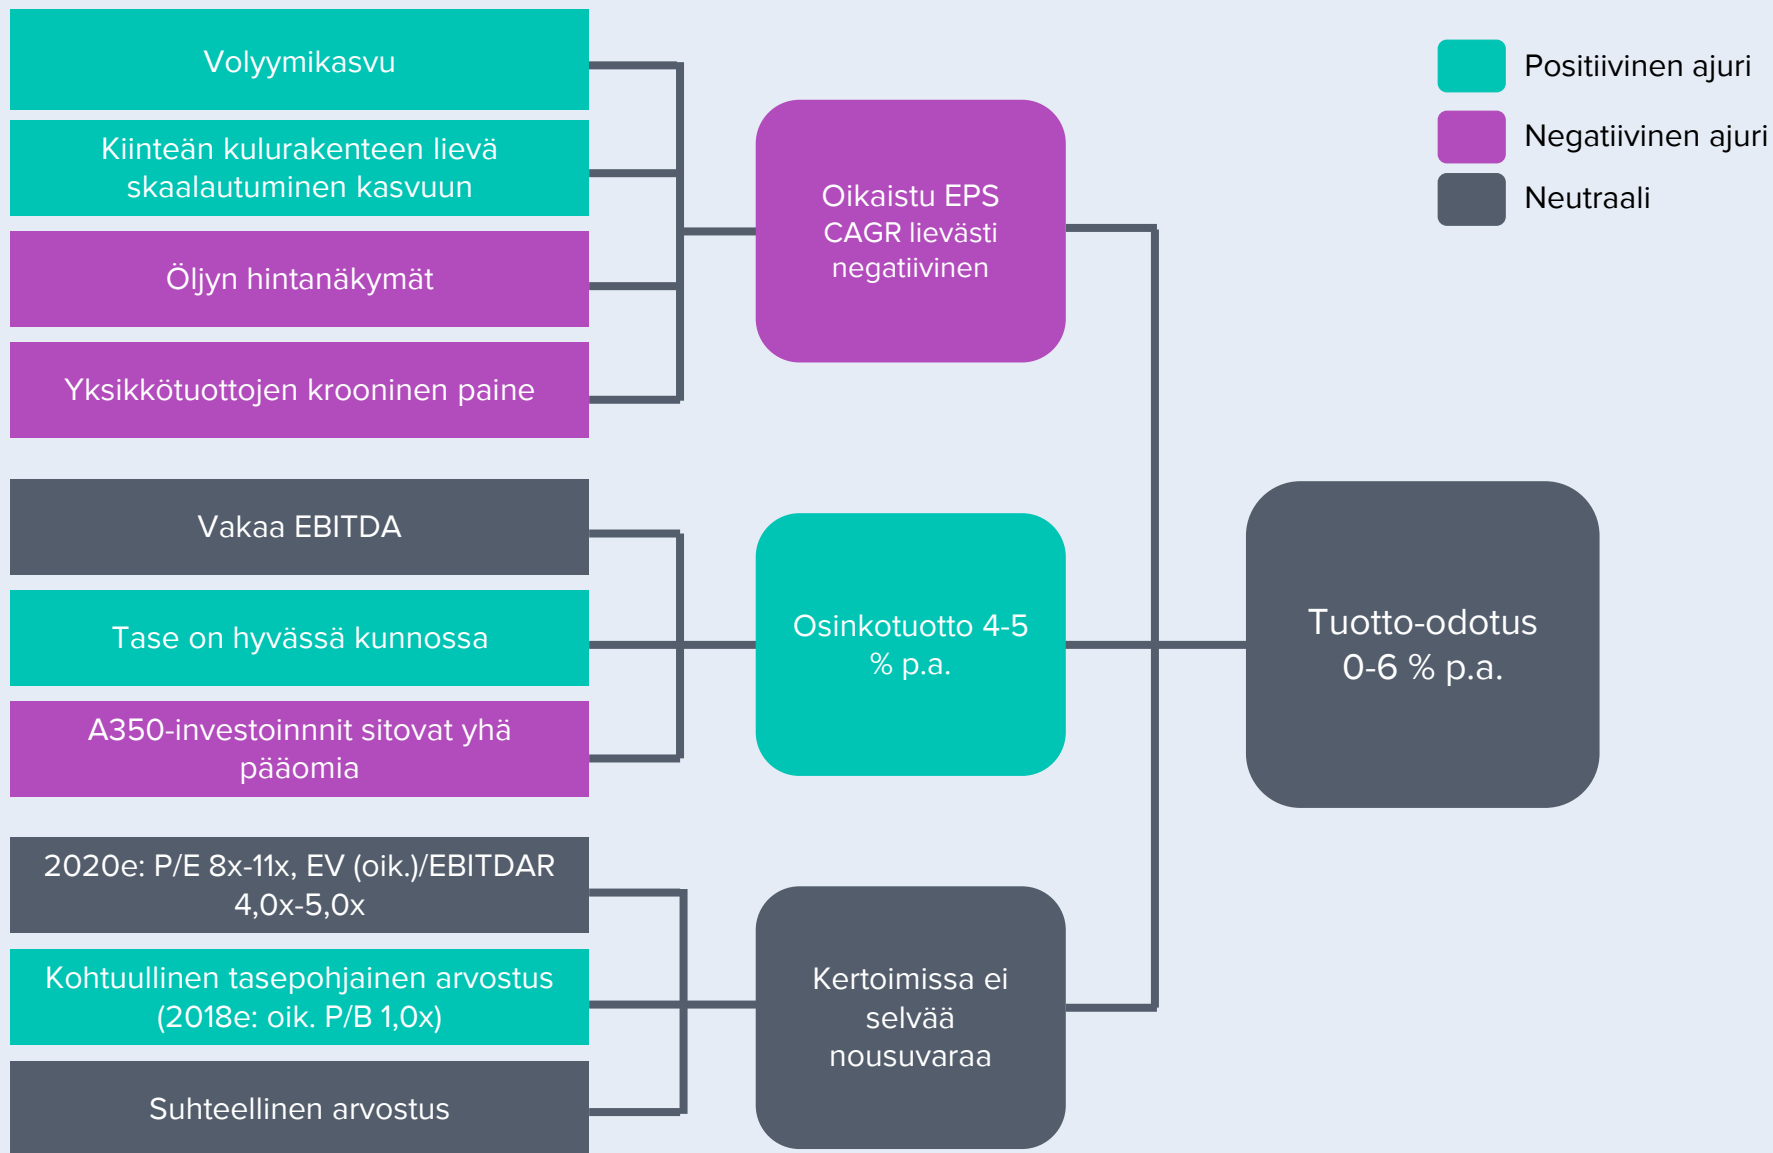 Volyymikasvu
Kiinteän kulurakenteen lievä
skaalautuminen kasvuun
Öljyn hintanäkymät
Yksikkötuottojen krooninen paine
Oikaistu EPS
CAGR lievästi
negatiivinen
Positiivinen ajuri
Negatiivinen ajuri
Neutraali
Vakaa EBITDA
Tase on hyvässä kunnossa
A350-investoinnnit sitovat yhä
pääomia
Osinkotuotto 4-5
% p.a.
Tuotto-odotus
0-6 % p.a.
2020e: P/E 8x-11x, EV (oik.)/EBITDAR
4,0x-5,0x
Kohtuullinen tasepohjainen arvostus
(2018e: oik. P/B 1,0x)
Suhteellinen arvostus
Kertoimissa ei
selvää
nousuvaraa